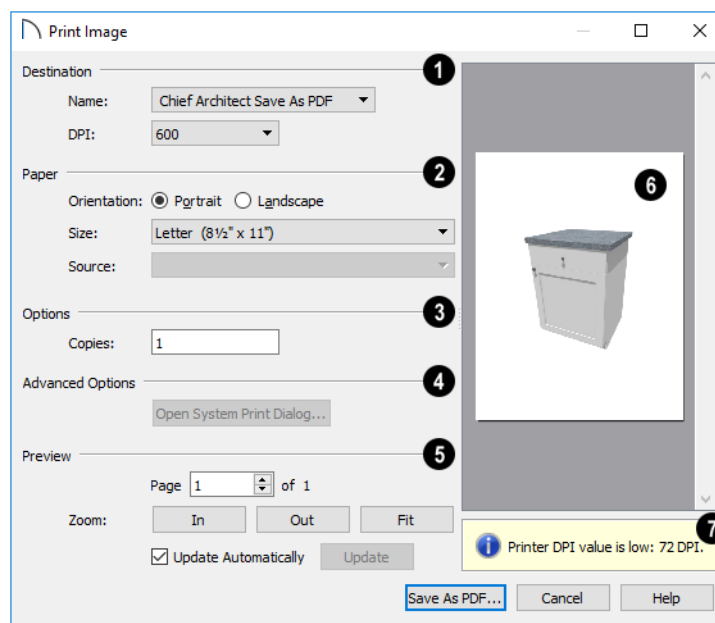 Print Image
Destination 1
Name: Chief Architect Save As PDF
DPI: 600
Paper 2
Orientation: Portrait Landscape
Size: Letter (8½" x 11")
Source:
Options 3
Copies: 1
Advanced Options 4
Open System Print Dialog...
Preview 5
Page 1 of 1
Zoom: In Out Fit
Update Automatically Update
6
7
Printer DPI value is low: 72 DPI.
Save As PDF... Cancel Help